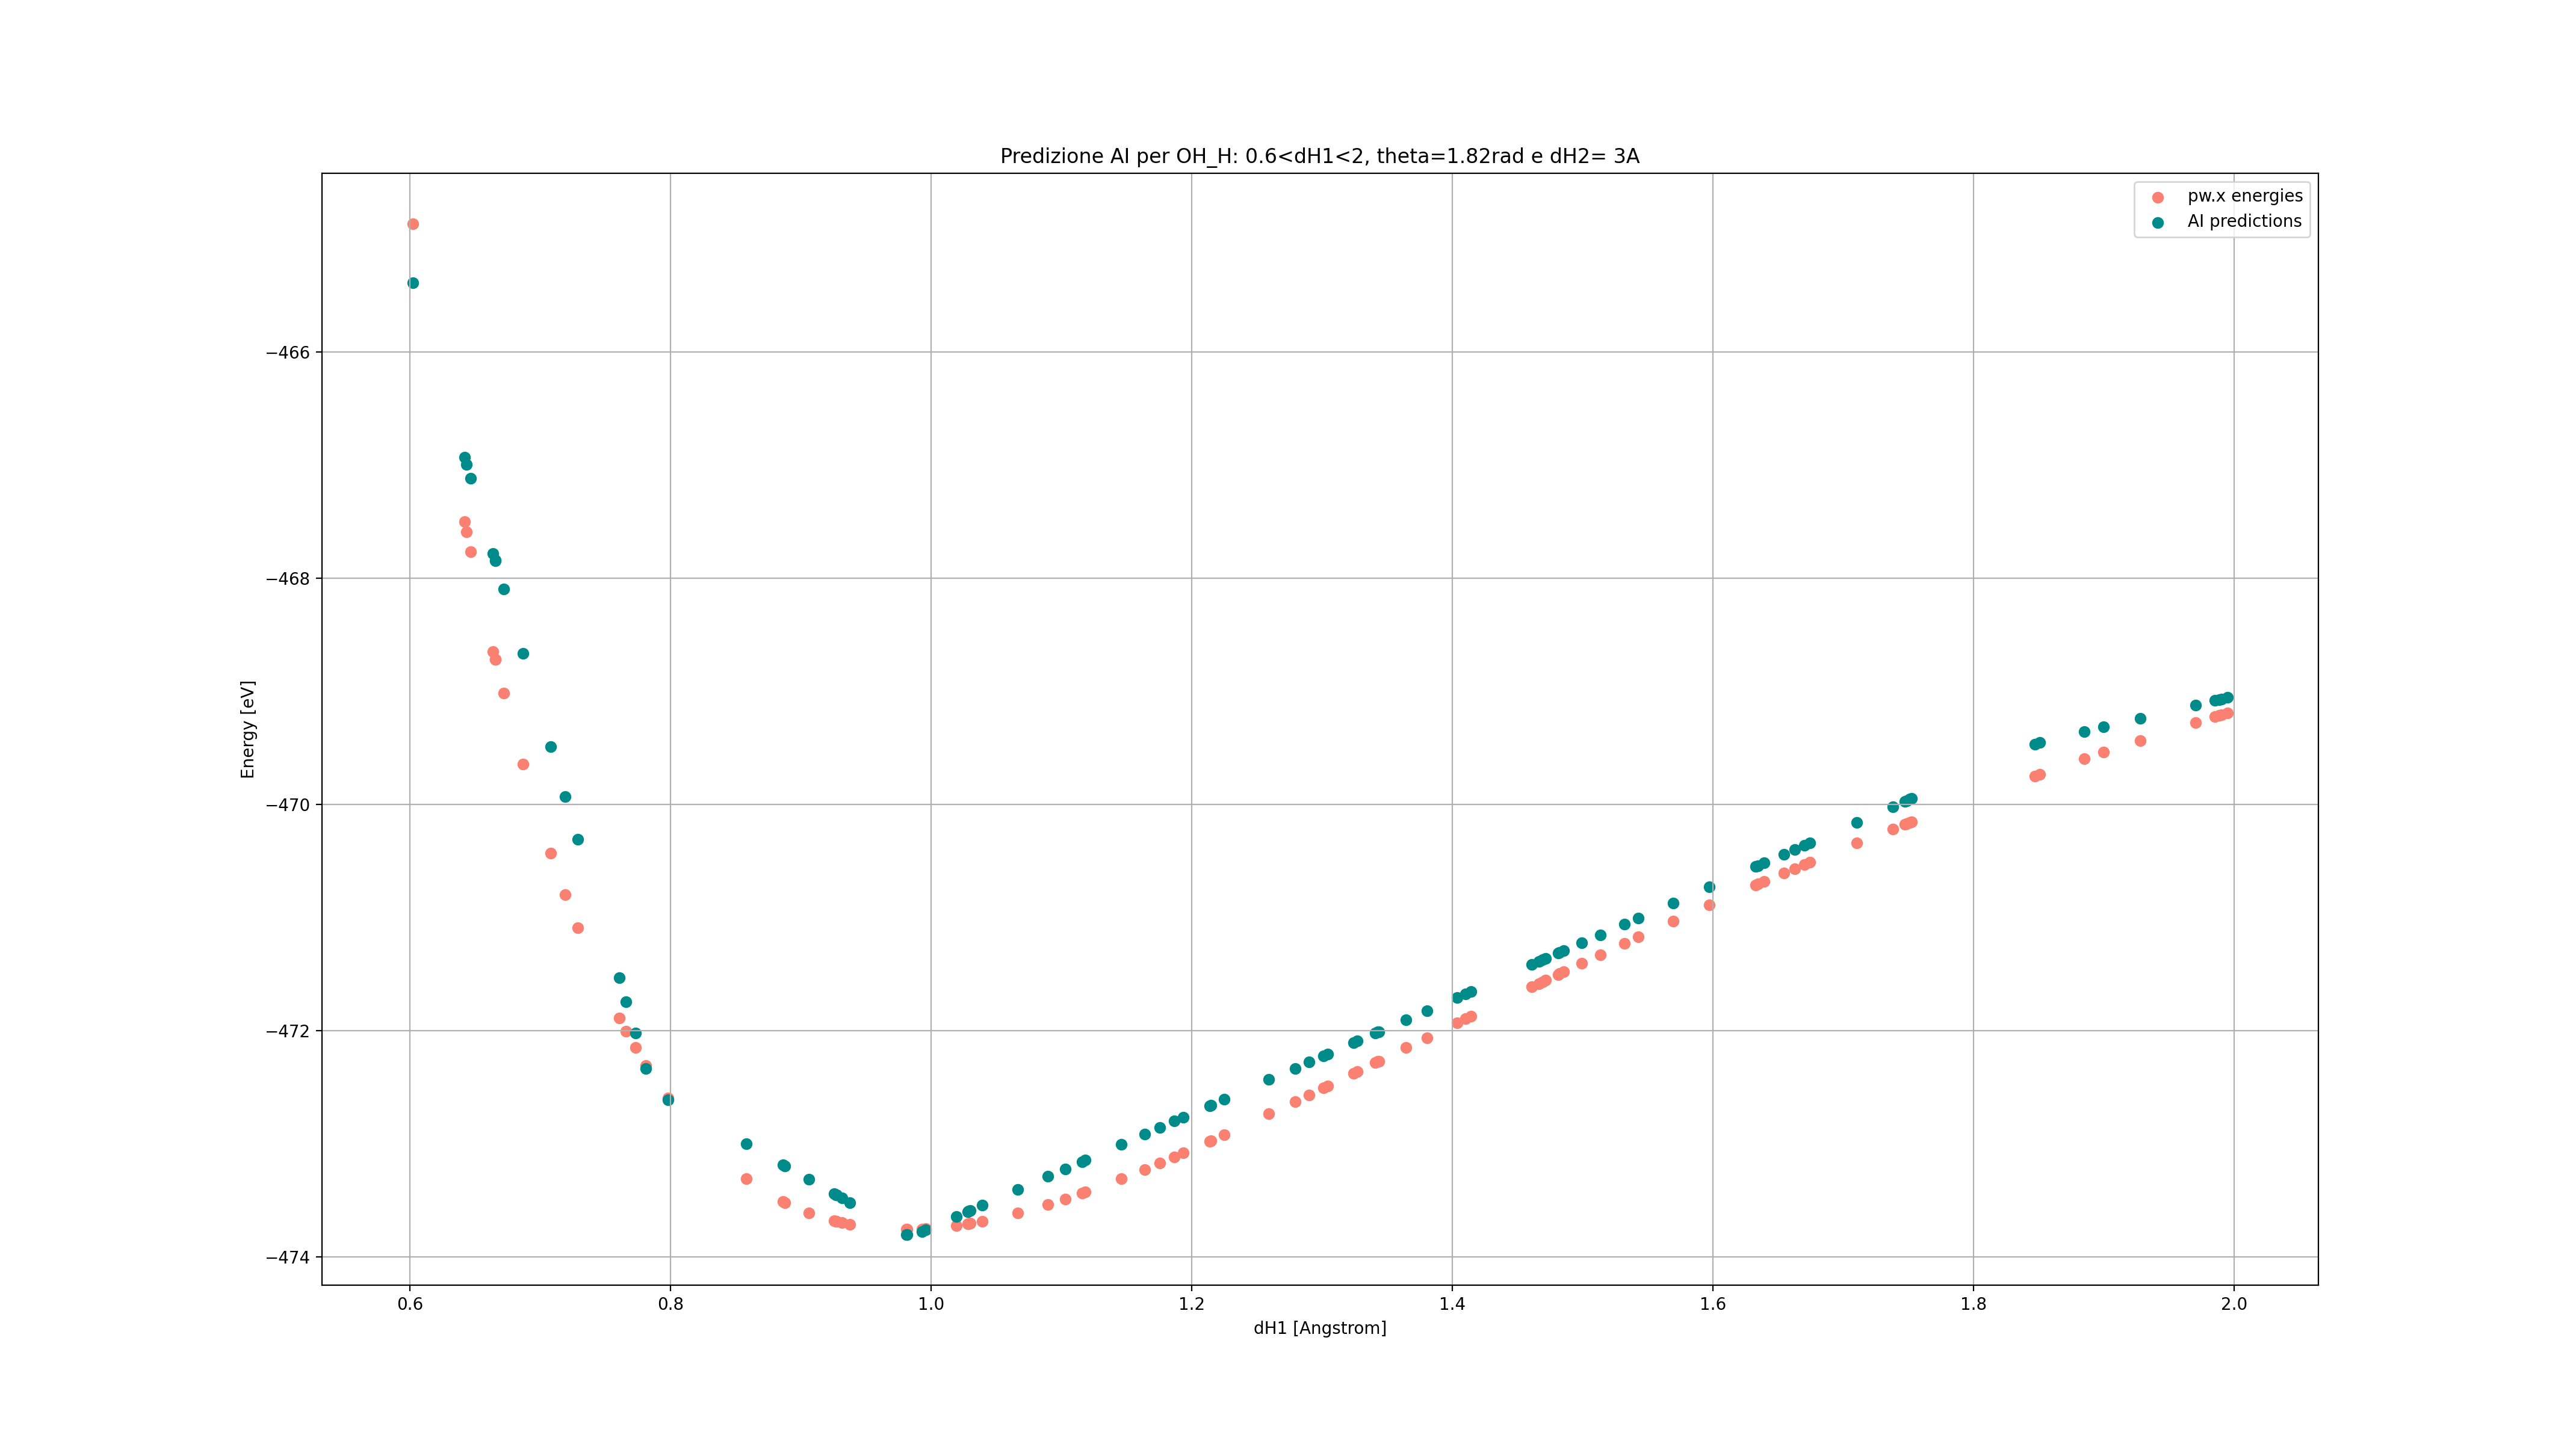 Predizione AI per OH_H: 0.6<dH1<2, theta=1.82rad e dH2= 3A
pw.x energies
AI predictions
−466
−468
−470
−472
−474
Energy [eV]
0.6 0.8 1.0 1.2 1.4 1.6 1.8 2.0
dH1 [Angstrom]